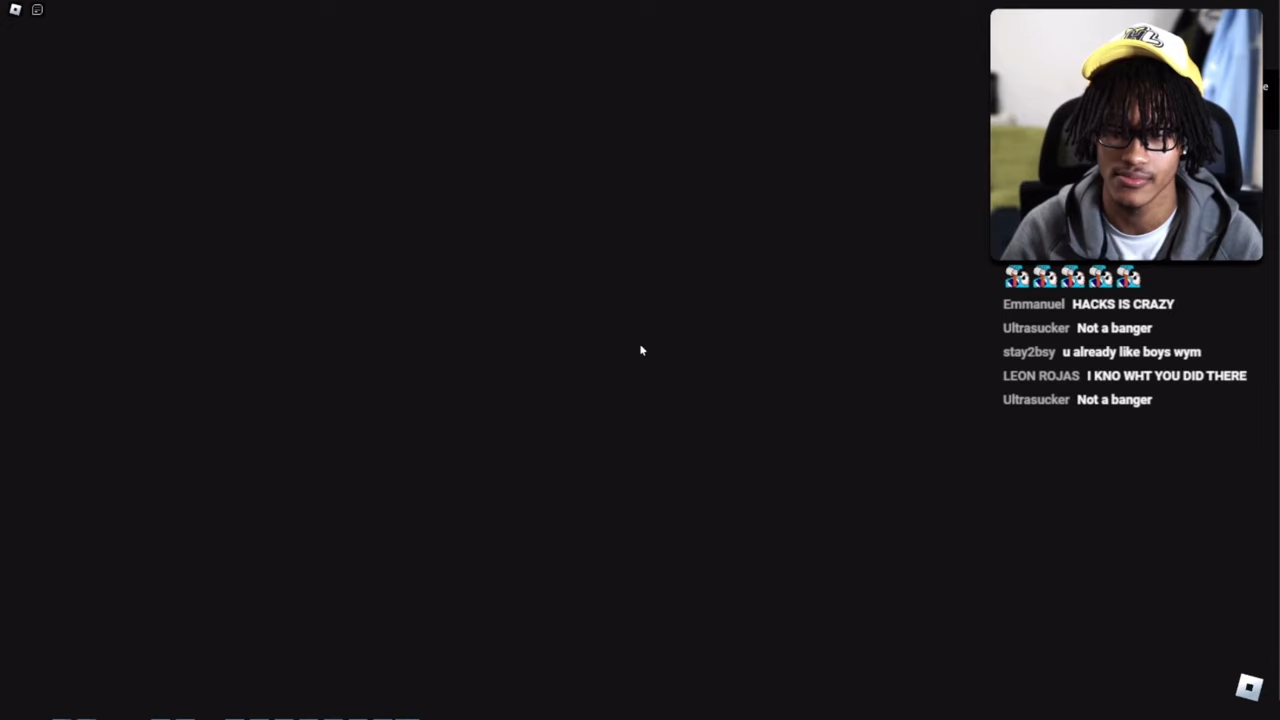 Emmanuel HACKS IS CRAZY
Ultrasucker Not a banger
stay2bsy u already like boys wym
LEON ROJAS I KNO WHT YOU DID THERE
Ultrasucker Not a banger
e